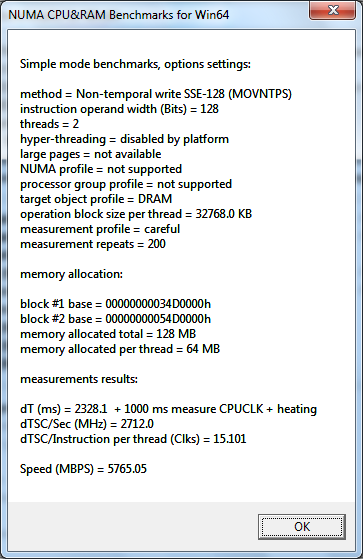 NUMA CPU&RAM Benchmarks for Win64
Simple mode benchmarks, options settings:
method = Non-temporal write SSE-128 (MOVNTPS)
instruction operand width (Bits) = 128
threads = 2
hyper-threading = disabled by platform
large pages = not available
NUMA profile = not supported
processor group profile = not supported
target object profile = DRAM
operation block size per thread = 32768.0 KB
measurement profile = careful
measurement repeats = 200
memory allocation:
block #1 base = 00000000034D0000h
block #2 base = 00000000054D0000h
memory allocated total = 128 MB
memory allocated per thread = 64 MB
measurements results:
dT (ms) = 2328.1  + 1000 ms measure CPUCLK + heating
dTSC/Sec (MHz) = 2712.0
dTSC/Instruction per thread (Clks) = 15.101
Speed (MBPS) = 5765.05
OK